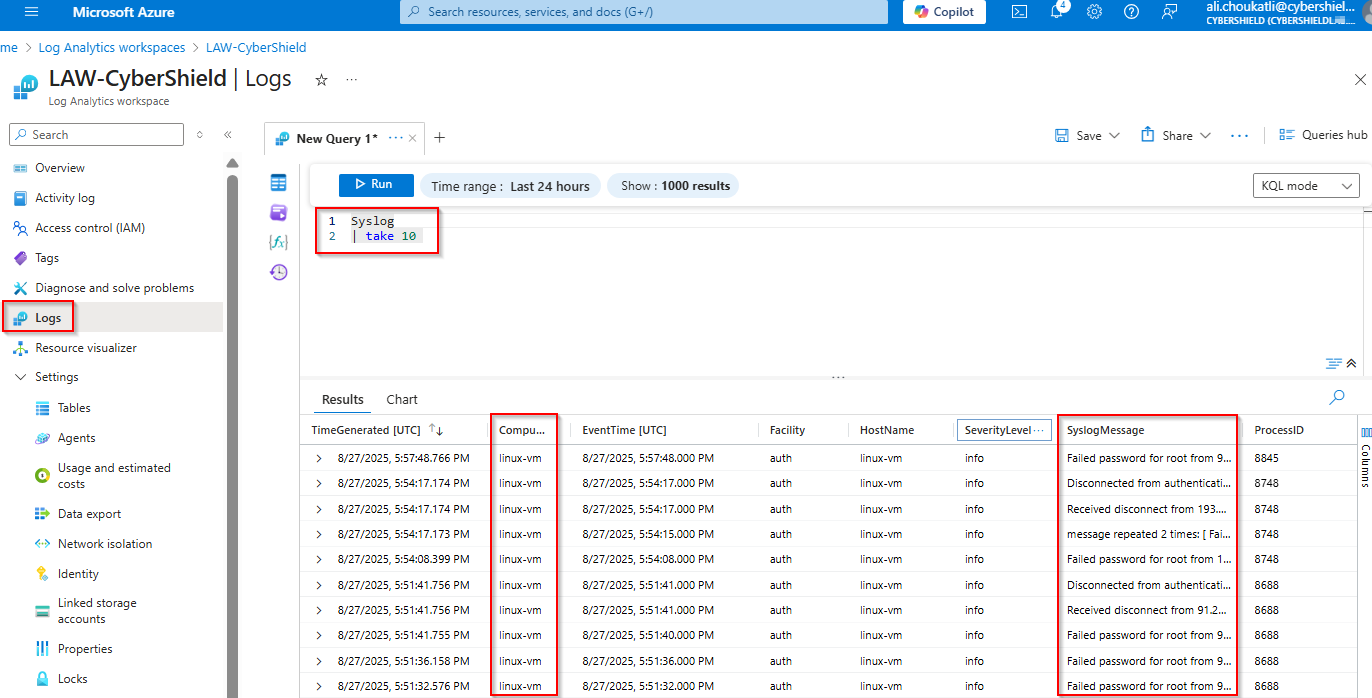 Microsoft Azure
Search resources, services, and docs (G+/)
Copilot
4
ali.choukatli@cybershiel...
CYBERSHIELD (CYBERSHIELDL
me > Log Analytics workspaces > LAW-CyberShield
LAW-CyberShield | Logs
Log Analytics workspace
Search
Overview
Activity log
Access control (IAM)
Tags
Diagnose and solve problems
Logs
Resource visualizer
Settings
Tables
Agents
Usage and estimated
costs
Data export
Network isolation
Identity
Linked storage
accounts
Properties
Locks
New Query 1* ···
Save
Share
···
Queries hub
Run
Time range : Last 24 hours
Show : 1000 results
KQL mode
{fx}
1 Syslog
2 | take 10
Results Chart
TimeGenerated [UTC] Compu... EventTime [UTC] Facility HostName SeverityLevel ··· SyslogMessage ProcessID
8/27/2025, 5:57:48.766 PM linux-vm 8/27/2025, 5:57:48.000 PM auth linux-vm info Failed password for root from 9... 8845
8/27/2025, 5:54:17.174 PM linux-vm 8/27/2025, 5:54:17.000 PM auth linux-vm info Disconnected from authenticati... 8748
8/27/2025, 5:54:17.174 PM linux-vm 8/27/2025, 5:54:17.000 PM auth linux-vm info Received disconnect from 193.... 8748
8/27/2025, 5:54:17.173 PM linux-vm 8/27/2025, 5:54:15.000 PM auth linux-vm info message repeated 2 times: [ Fai... 8748
8/27/2025, 5:54:08.399 PM linux-vm 8/27/2025, 5:54:08.000 PM auth linux-vm info Failed password for root from 1... 8748
8/27/2025, 5:51:41.756 PM linux-vm 8/27/2025, 5:51:41.000 PM auth linux-vm info Disconnected from authenticati... 8688
8/27/2025, 5:51:41.756 PM linux-vm 8/27/2025, 5:51:41.000 PM auth linux-vm info Received disconnect from 91.2... 8688
8/27/2025, 5:51:41.755 PM linux-vm 8/27/2025, 5:51:40.000 PM auth linux-vm info Failed password for root from 9... 8688
8/27/2025, 5:51:36.158 PM linux-vm 8/27/2025, 5:51:36.000 PM auth linux-vm info Failed password for root from 9... 8688
8/27/2025, 5:51:32.576 PM linux-vm 8/27/2025, 5:51:32.000 PM auth linux-vm info Failed password for root from 9... 8688
Columns